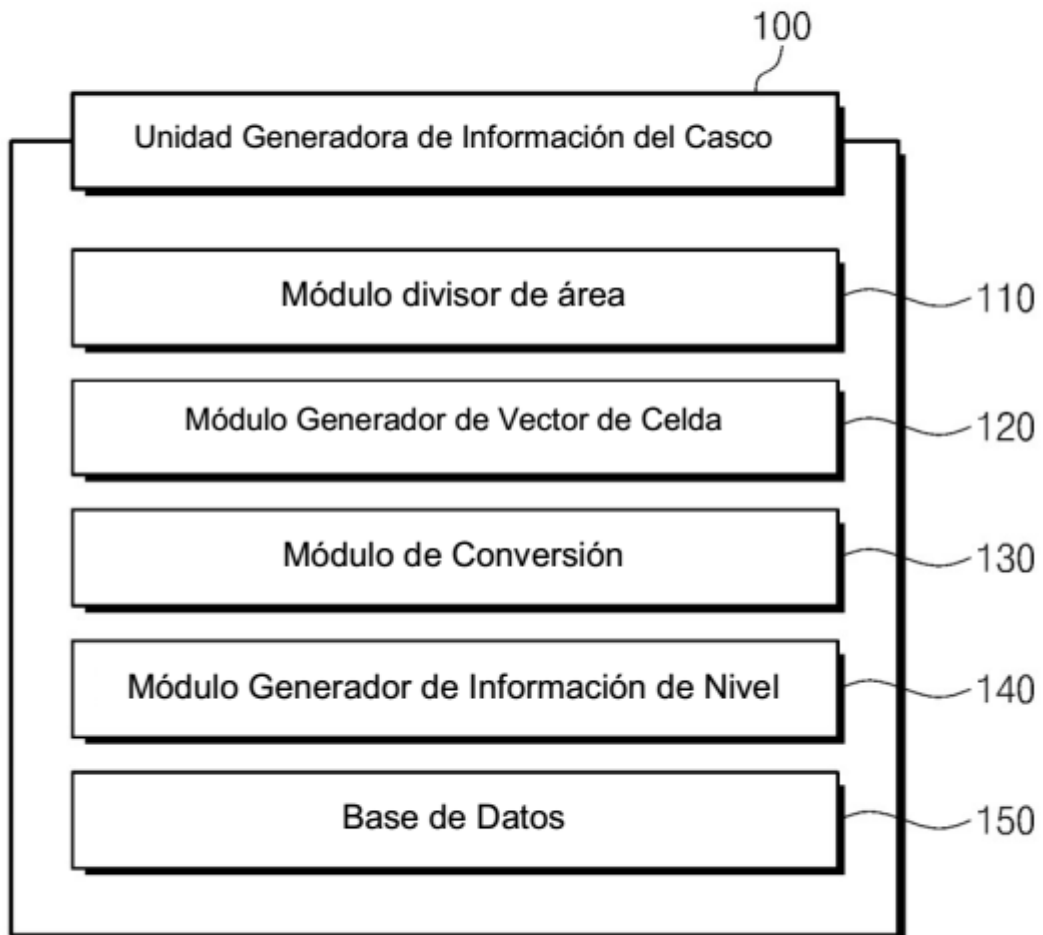 100
Unidad Generadora de Información del Casco
Módulo divisor de área
110
Módulo Generador de Vector de Celda
120
Módulo de Conversión
130
Módulo Generador de Información de Nivel
140
Base de Datos
150